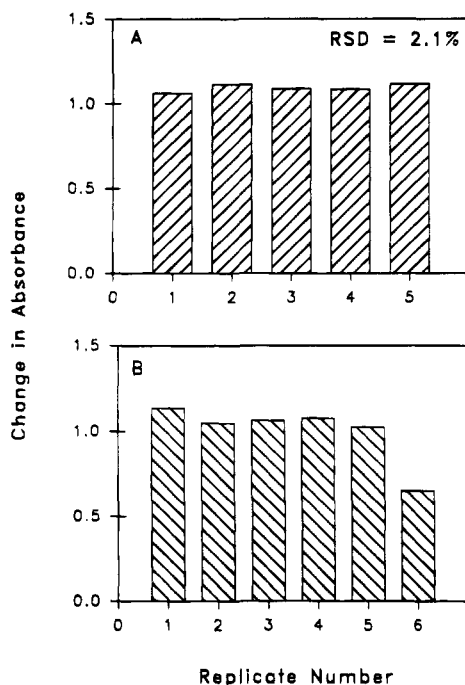 1.5
A
RSD = 2.1%
1.0
0.5
0.0
0 1 2 3 4 5
Change in Absorbance
1.5
B
1.0
0.5
0.0
0 1 2 3 4 5 6
Replicate Number